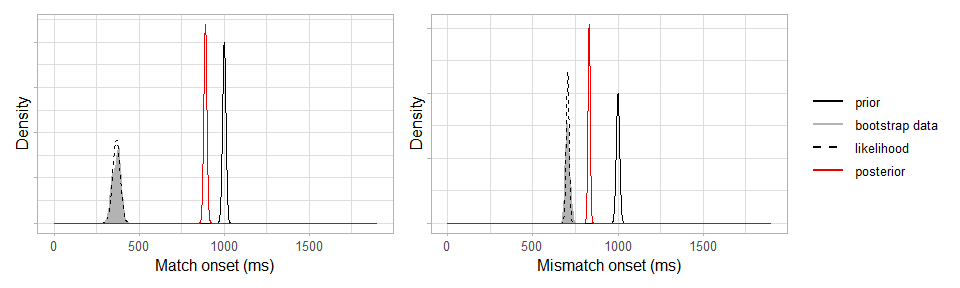 Density
0
500
1000
1500
Match onset (ms)
Density
0
500
1000
1500
Mismatch onset (ms)
prior
bootstrap data
likelihood
posterior